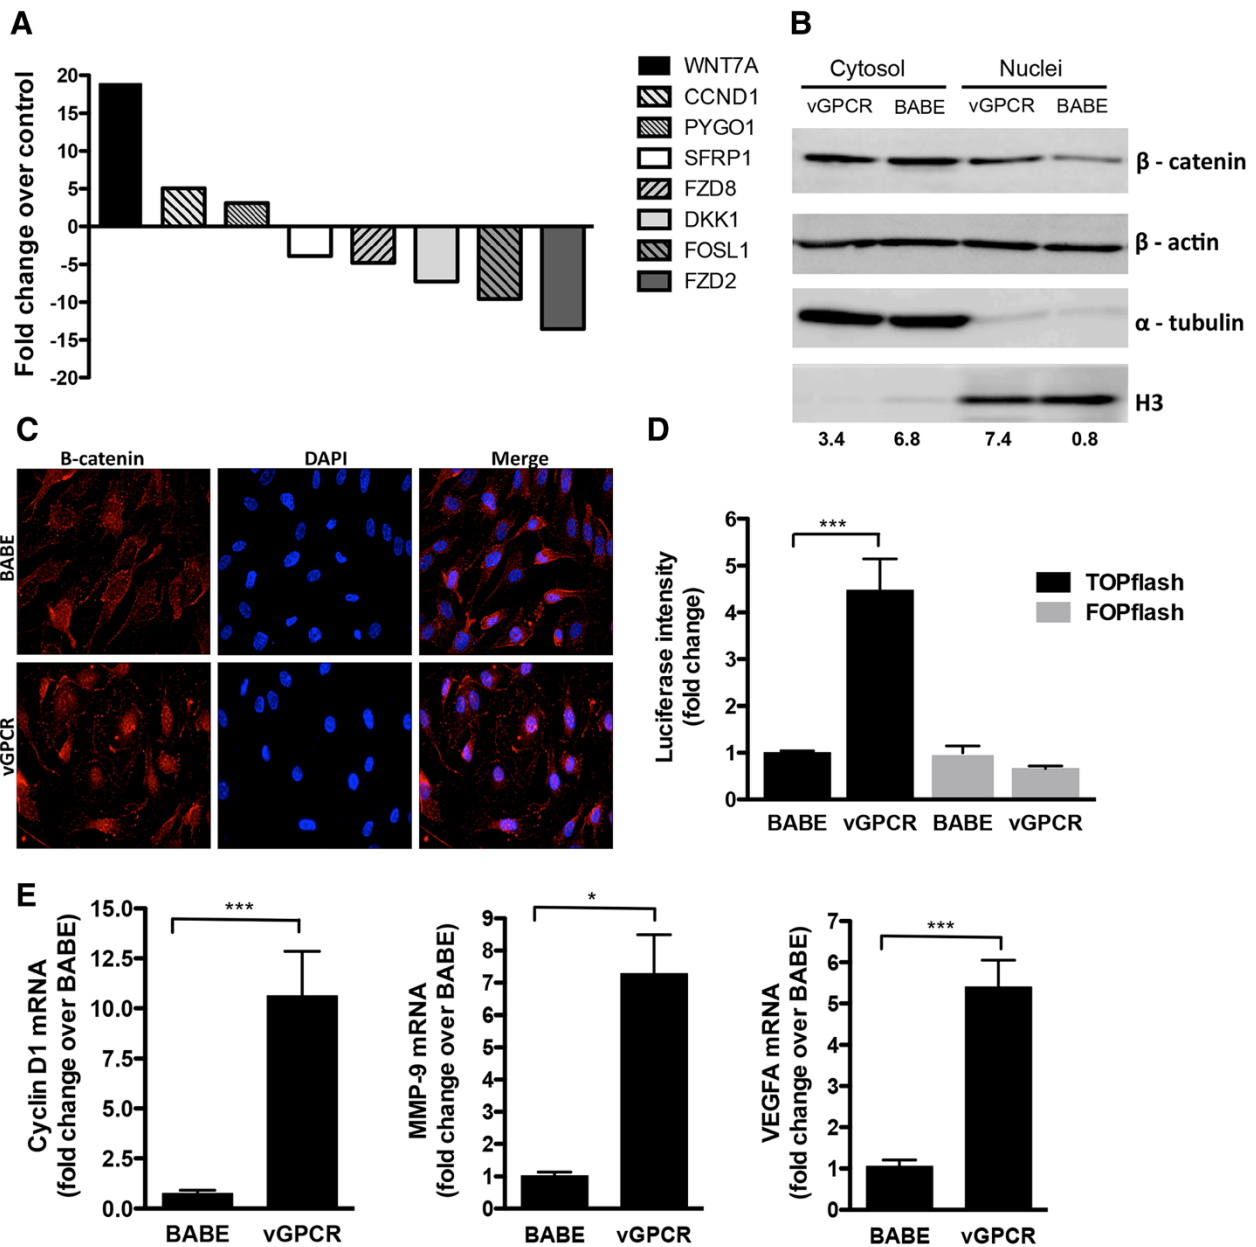 A
Fold change over control
20
15
10
5
0
-5
-10
-15
-20
WNT7A
CCND1
PYGO1
SFRP1
FZD8
DKK1
FOSL1
FZD2
B
Cytosol Nuclei
vGPCR BABE vGPCR BABE
β - catenin
β - actin
α - tubulin
H3
3.4 6.8 7.4 0.8
C
B-catenin DAPI Merge
BABE
vGPCR
D
Luciferase intensity
(fold change)
6
5
4
3
2
1
0
***
TOPflash
FOPflash
BABE vGPCR BABE vGPCR
E
Cyclin D1 mRNA
(fold change over BABE)
15.0
12.5
10.0
7.5
5.0
2.5
0.0
***
BABE vGPCR
MMP-9 mRNA
(fold change over BABE)
9
8
7
6
5
4
3
2
1
0
*
BABE vGPCR
VEGFA mRNA
(fold change over BABE)
7
6
5
4
3
2
1
0
***
BABE vGPCR